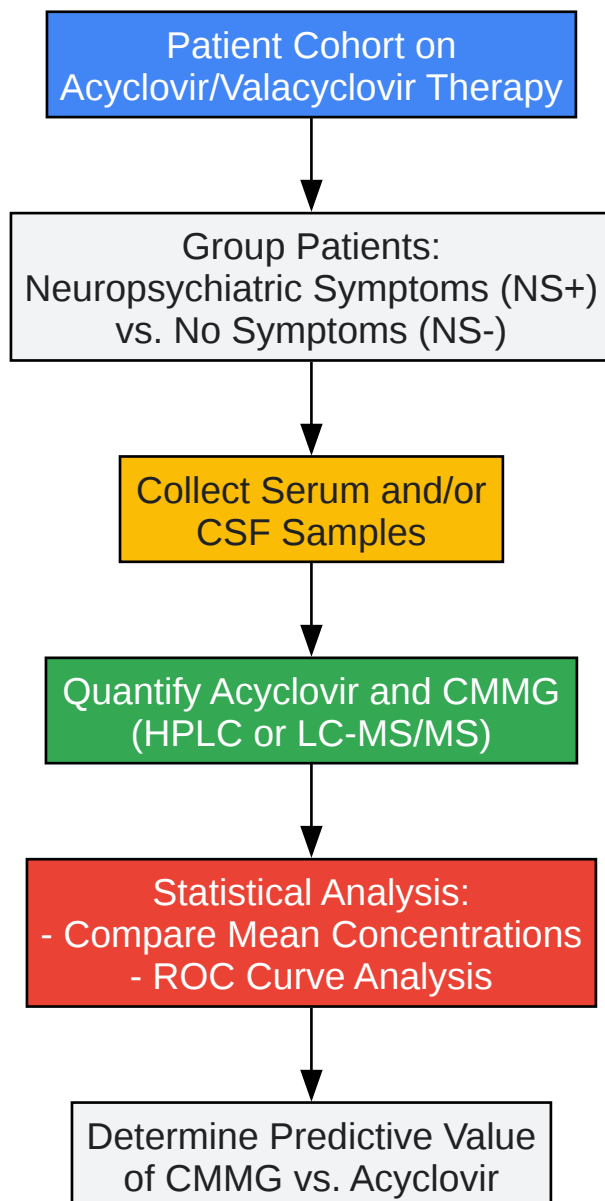 Patient Cohort on
Acyclovir/Valacyclovir Therapy
Group Patients:
Neuropsychiatric Symptoms (NS+)
vs. No Symptoms (NS-)
Collect Serum and/or
CSF Samples
Quantify Acyclovir and CMMG
(HPLC or LC-MS/MS)
Statistical Analysis:
- Compare Mean Concentrations
- ROC Curve Analysis
Determine Predictive Value
of CMMG vs. Acyclovir